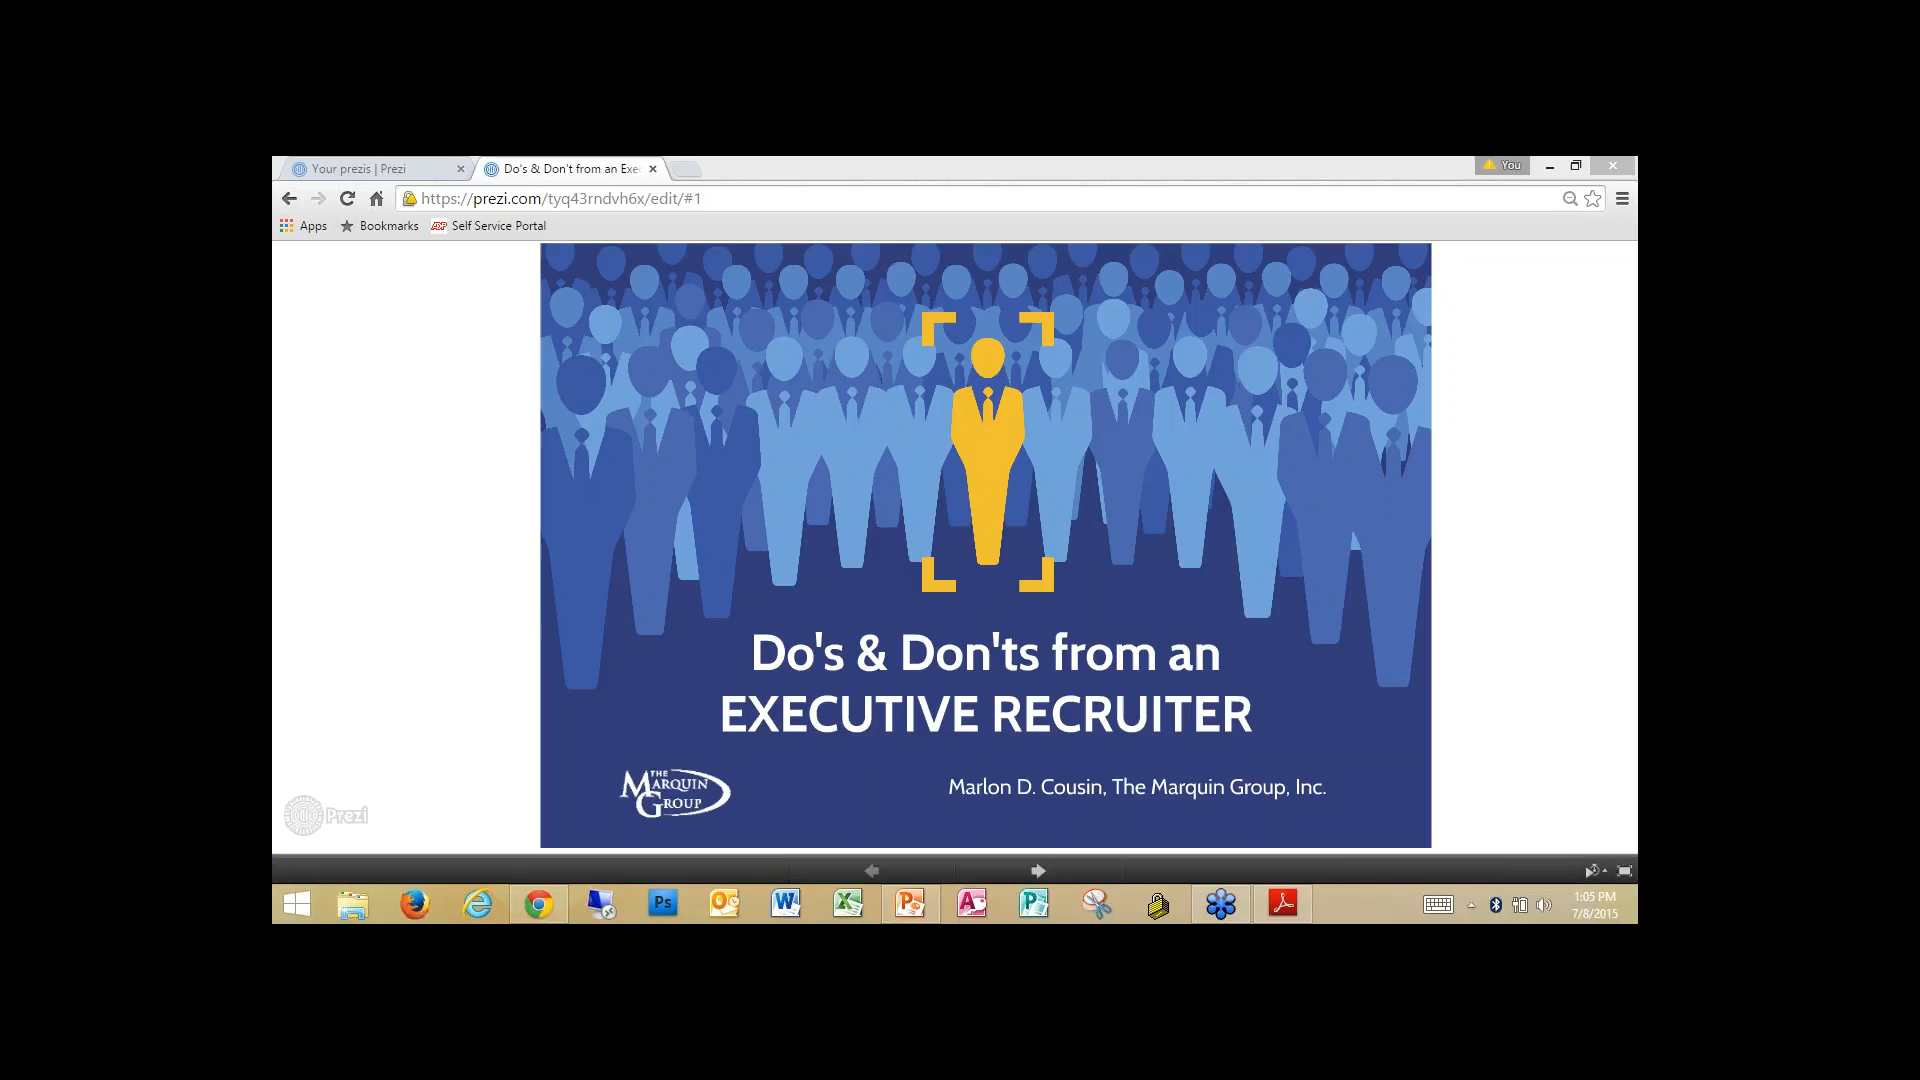 Your prezis | Prezi
Do's & Don't from an Exe
You
https://prezi.com/tyq43rndvh6x/edit/#1
Apps
Bookmarks
ADP
Self Service Portal
Do's & Don'ts from an
EXECUTIVE RECRUITER
THE
MARQUIN
GROUP
Marlon D. Cousin, The Marquin Group, Inc.
Prezi
Ps
1:05 PM
7/8/2015